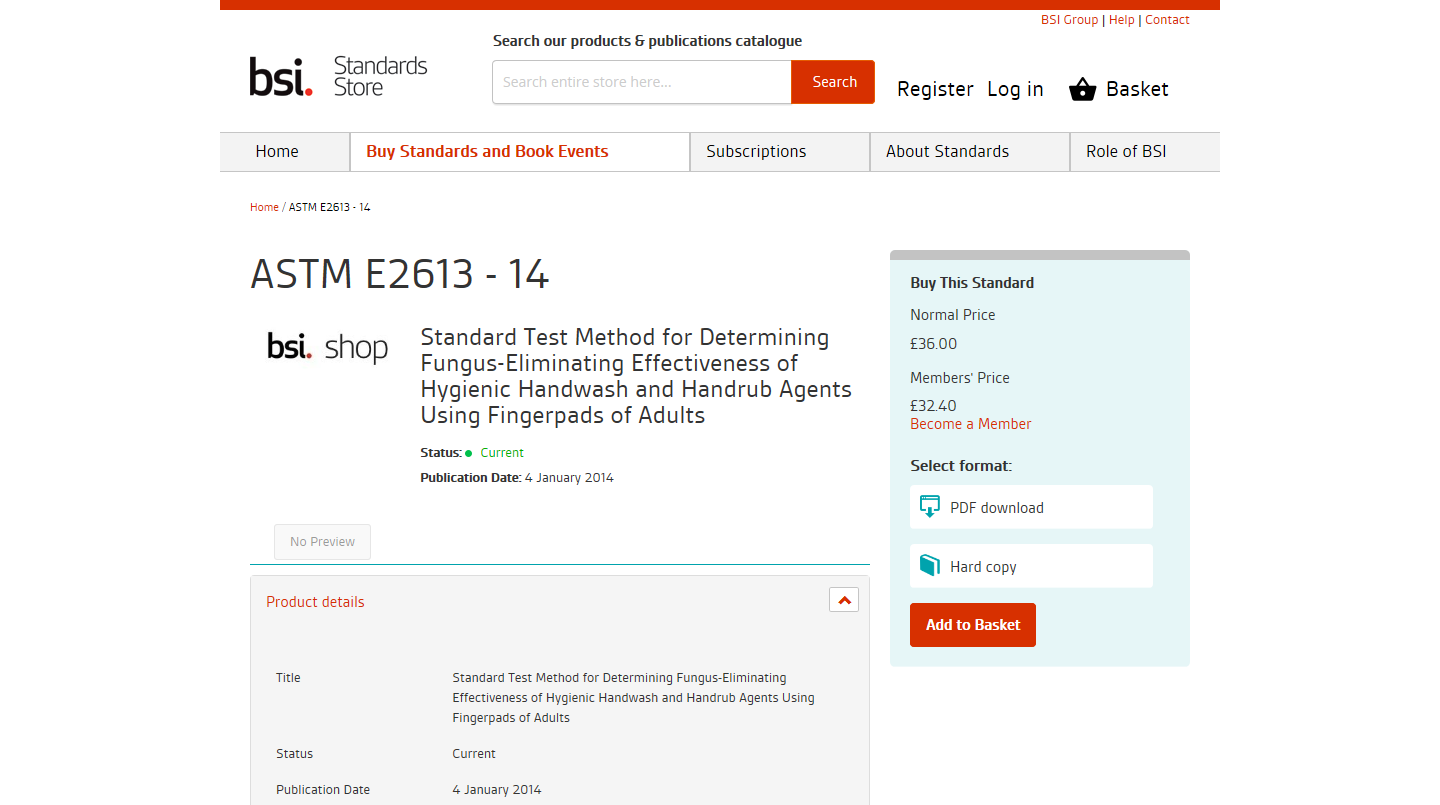 BSI Group | Help | Contact
Search our products & publications catalogue
bsi. Standards Store
Search entire store here...
Search
Register
Log in
Basket
Home
Buy Standards and Book Events
Subscriptions
About Standards
Role of BSI
Home / ASTM E2613 - 14
ASTM E2613 - 14
bsi. shop
Standard Test Method for Determining
Fungus-Eliminating Effectiveness of
Hygienic Handwash and Handrub Agents
Using Fingerpads of Adults
Status: Current
Publication Date: 4 January 2014
No Preview
Product details
Title
Standard Test Method for Determining Fungus-Eliminating
Effectiveness of Hygienic Handwash and Handrub Agents Using
Fingerpads of Adults
Status
Current
Publication Date
4 January 2014
Buy This Standard
Normal Price
£36.00
Members' Price
£32.40
Become a Member
Select format:
PDF download
Hard copy
Add to Basket